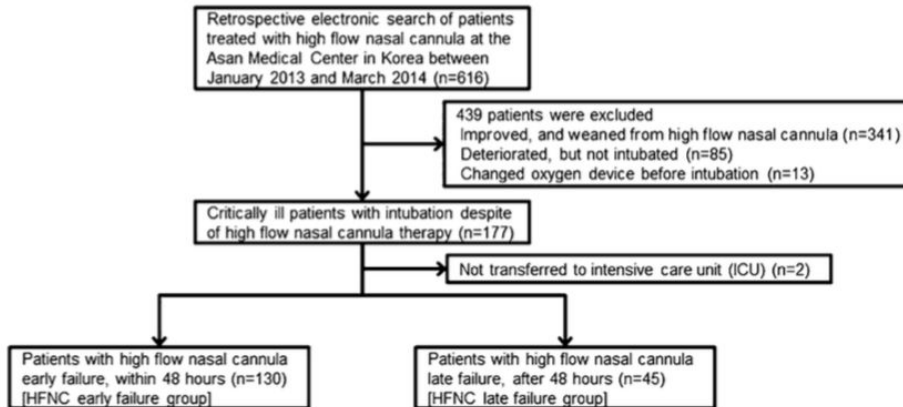 Retrospective electronic search of patients
treated with high flow nasal cannula at the
Asan Medical Center in Korea between
January 2013 and March 2014 (n=616)
439 patients were excluded
Improved, and weaned from high flow nasal cannula (n=341)
Deteriorated, but not intubated (n=85)
Changed oxygen device before intubation (n=13)
Critically ill patients with intubation despite
of high flow nasal cannula therapy (n=177)
Not transferred to intensive care unit (ICU) (n=2)
Patients with high flow nasal cannula
early failure, within 48 hours (n=130)
[HFNC early failure group]
Patients with high flow nasal cannula
late failure, after 48 hours (n=45)
[HFNC late failure group]